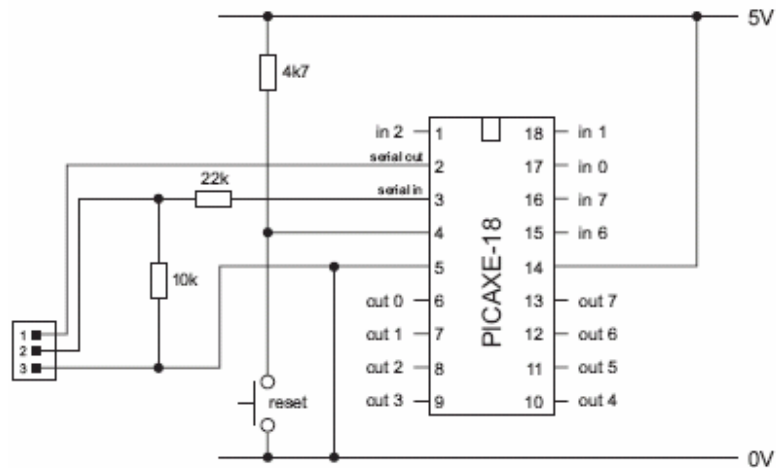 5V
4k7
in 2 1 18 in 1
serial out 2 17 in 0
22k serial in 3 16 in 7
4 15 in 6
10k 5 14
out 0 6 13 out 7
out 1 7 12 out 6
out 2 8 11 out 5
out 3 9 10 out 4
PICAXE-18
1
2
3
reset
0V